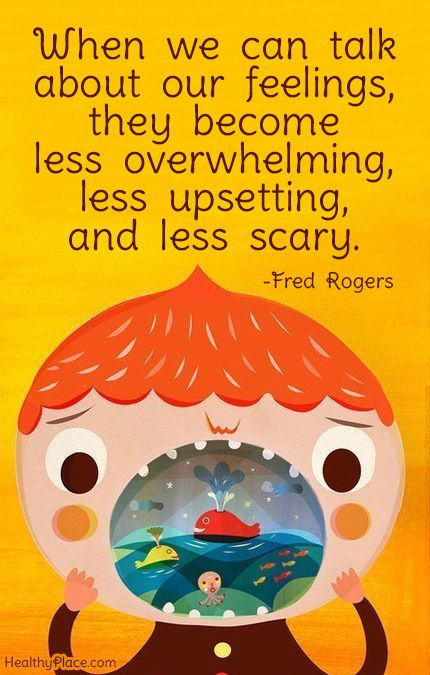 When we can talk
about our feelings,
they become
less overwhelming,
less upsetting,
and less scary.
-Fred Rogers
HealthyPlace.com